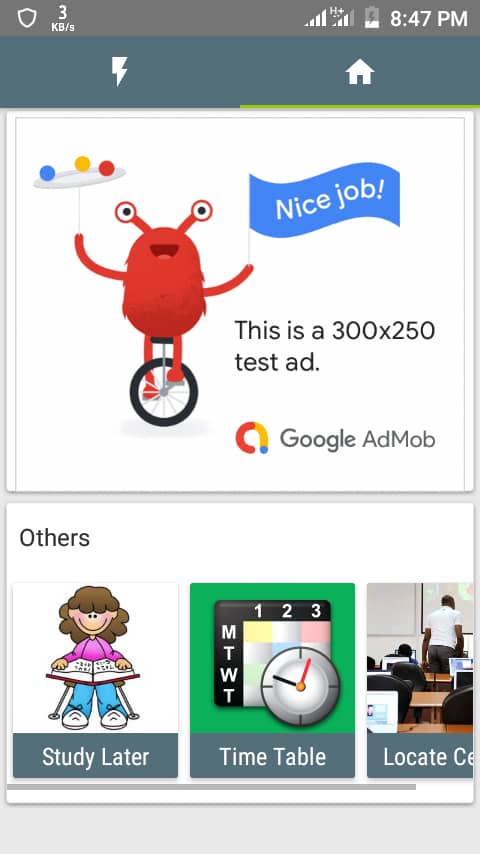 3
KB/s
H+
8:47 PM
Nice job!
This is a 300x250
test ad.
Google AdMob
Others
1 2 3
M
T
W
T
Study Later
Time Table
Locate Ce